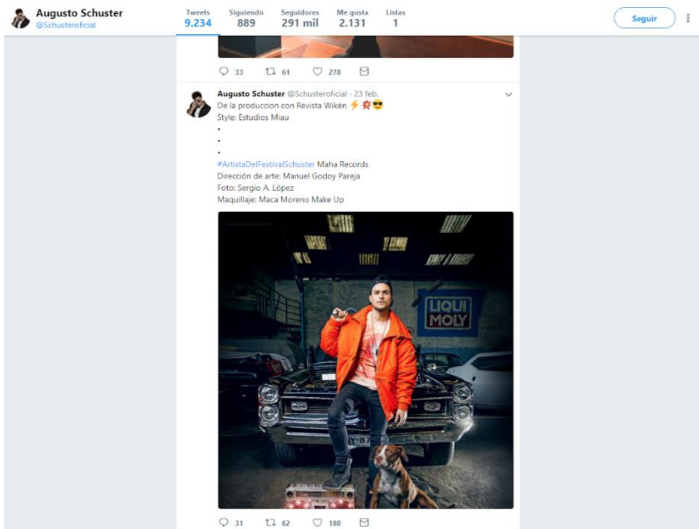 Augusto Schuster
@Schusteroficial
Tweets
9.234
Siguiendo
889
Seguidores
291 mil
Me gusta
2.131
Listas
1
Seguir
33 61 278
Augusto Schuster @Schusteroficial · 23 feb.
De la produccion con Revista Wikén
Style: Estudios Miau
•
•
•
#ArtistaDelFestivalSchuster Maha Records
Dirección de arte: Manuel Godoy Pareja
Foto: Sergio A. López
Maquillaje: Maca Moreno Make Up
LIQUI
MOLY
31 62 180